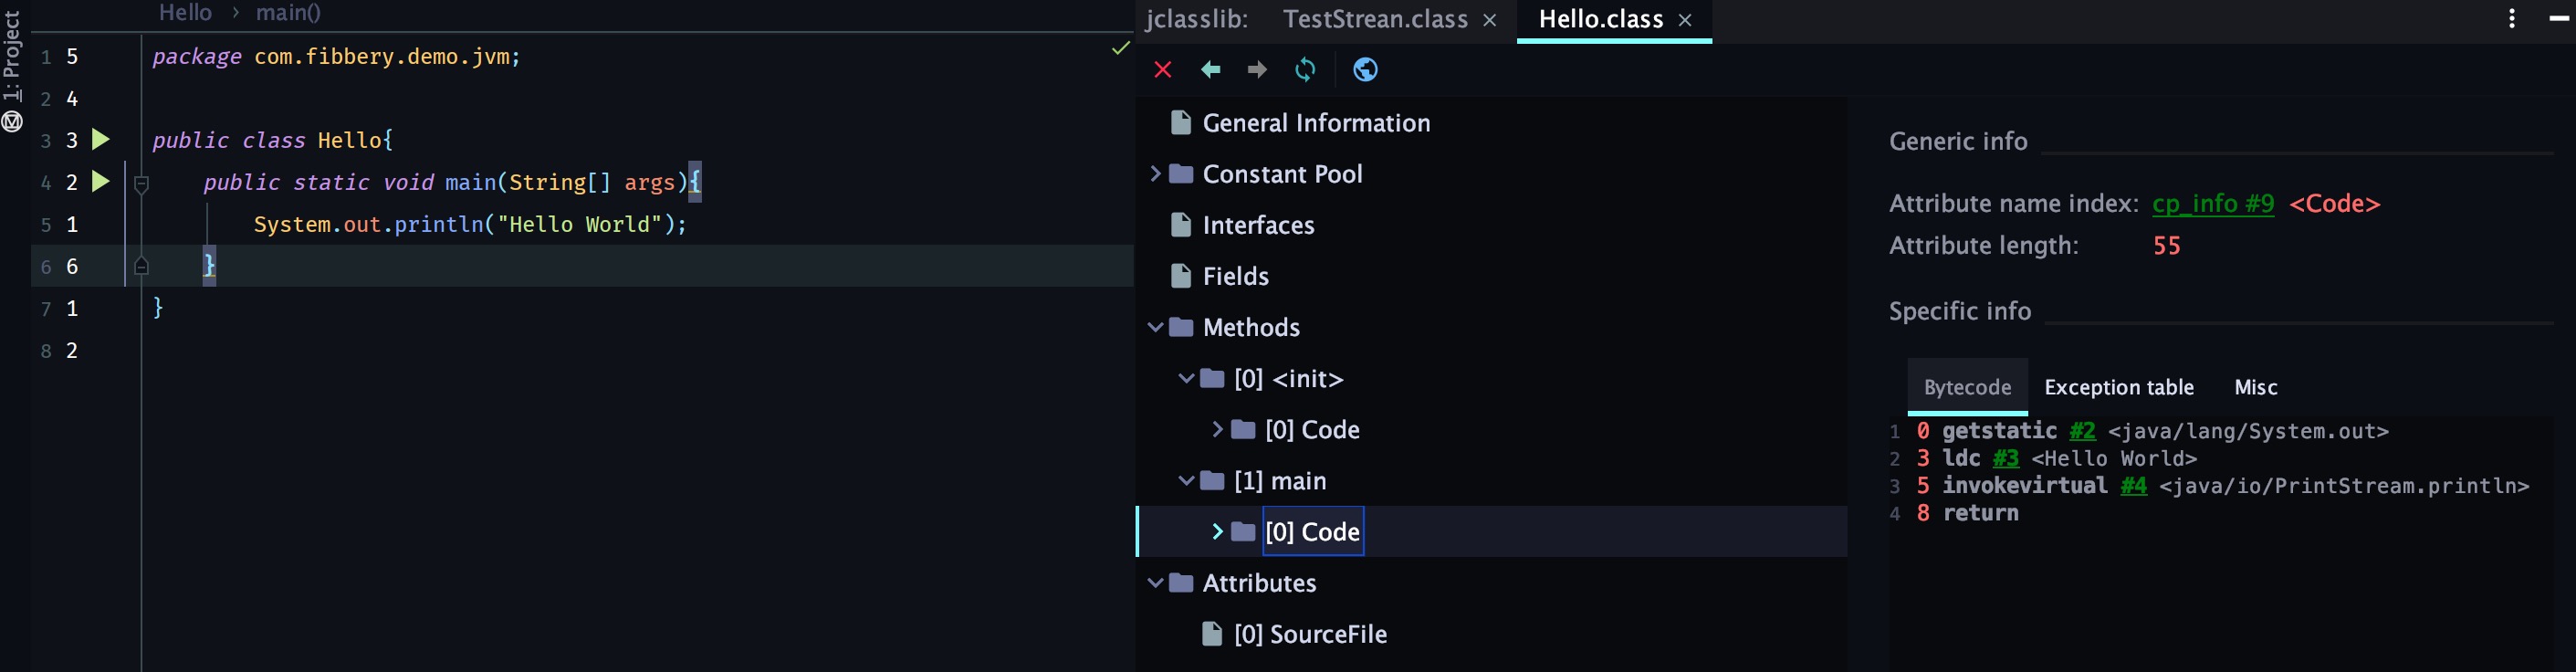 1: Project
Hello › main()
1 5 package com.fibbery.demo.jvm;
2 4
3 3 public class Hello{
4 2 public static void main(String[] args){
5 1 System.out.println("Hello World");
6 6 }
7 1 }
8 2
jclasslib: TestStrean.class × Hello.class ×
General Information
Constant Pool
Interfaces
Fields
Methods
[0] <init>
[0] Code
[1] main
[0] Code
Attributes
[0] SourceFile
Generic info
Attribute name index: cp_info #9 <Code>
Attribute length: 55
Specific info
Bytecode Exception table Misc
1 0 getstatic #2 <java/lang/System.out>
2 3 ldc #3 <Hello World>
3 5 invokevirtual #4 <java/io/PrintStream.println>
4 8 return